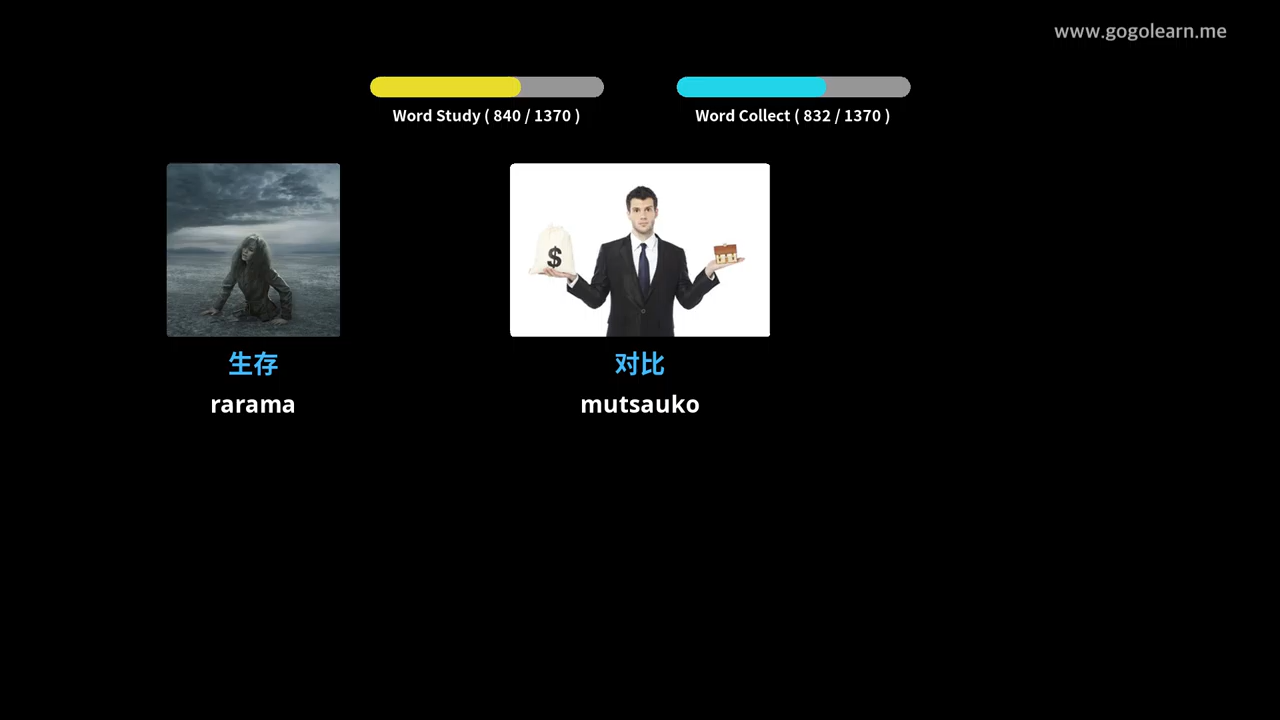 www.gogolearn.me
Word Study ( 840 / 1370 )
Word Collect ( 832 / 1370 )
$
生存
rarama
对比
mutsauko